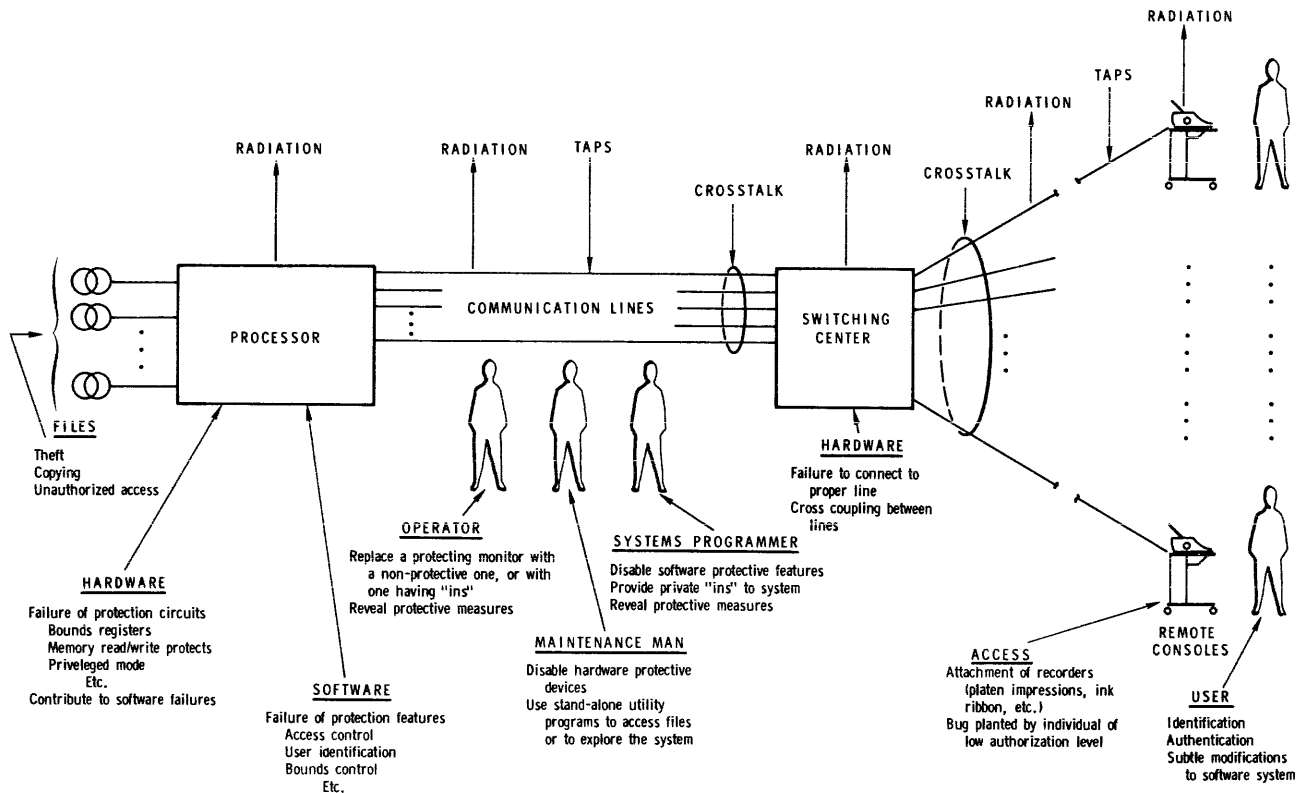 RADIATION
TAPS
RADIATION
RADIATION
RADIATION
TAPS
RADIATION
CROSSTALK
CROSSTALK
PROCESSOR
COMMUNICATION LINES
SWITCHING
CENTER
FILES
Theft
Copying
Unauthorized access
HARDWARE
Failure of protection circuits
Bounds registers
Memory read/write protects
Priveleged mode
Etc.
Contribute to software failures
SOFTWARE
Failure of protection features
Access control
User identification
Bounds control
Etc.
OPERATOR
Replace a protecting monitor with
a non-protective one, or with
one having "ins"
Reveal protective measures
MAINTENANCE MAN
Disable hardware protective
devices
Use stand-alone utility
programs to access files
or to explore the system
SYSTEMS PROGRAMMER
Disable software protective features
Provide private "ins" to system
Reveal protective measures
HARDWARE
Failure to connect to
proper line
Cross coupling between
lines
ACCESS
Attachment of recorders
(platen impressions, ink
ribbon, etc.)
Bug planted by individual of
low authorization level
REMOTE
CONSOLES
USER
Identification
Authentication
Subtle modifications
to software system